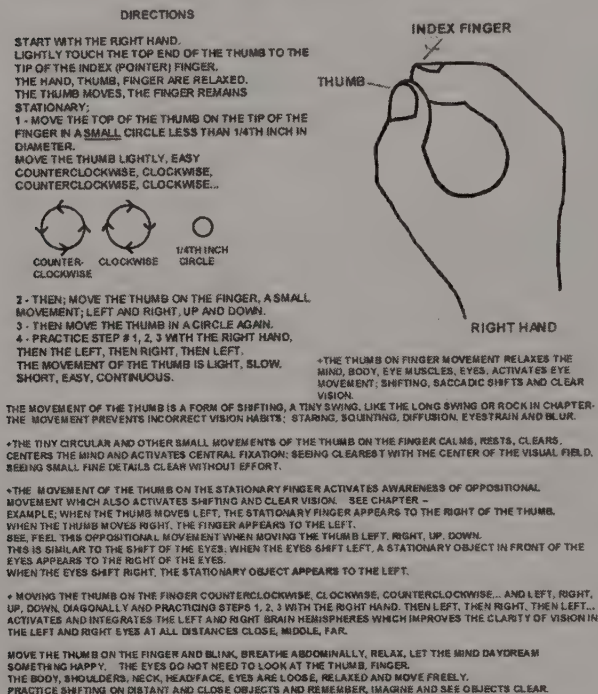 DIRECTIONS
START WITH THE RIGHT HAND.
LIGHTLY TOUCH THE TOP END OF THE THUMB TO THE
TIP OF THE INDEX (POINTER) FINGER.
THE HAND, THUMB, FINGER ARE RELAXED.
THE THUMB MOVES, THE FINGER REMAINS
STATIONARY;
1 - MOVE THE TOP OF THE THUMB ON THE TIP OF THE
FINGER IN A SMALL CIRCLE LESS THAN 1/4TH INCH IN
DIAMETER.
MOVE THE THUMB LIGHTLY, EASY
COUNTERCLOCKWISE, CLOCKWISE,
COUNTERCLOCKWISE, CLOCKWISE...
COUNTER-
CLOCKWISE
CLOCKWISE
1/4TH INCH
CIRCLE
INDEX FINGER
THUMB
RIGHT HAND
2 - THEN; MOVE THE THUMB ON THE FINGER, A SMALL
MOVEMENT; LEFT AND RIGHT, UP AND DOWN.
3 - THEN MOVE THE THUMB IN A CIRCLE AGAIN.
4 - PRACTICE STEP # 1, 2, 3 WITH THE RIGHT HAND,
THEN THE LEFT, THEN RIGHT, THEN LEFT.
THE MOVEMENT OF THE THUMB IS LIGHT, SLOW.
SHORT, EASY, CONTINUOUS.
+THE THUMB ON FINGER MOVEMENT RELAXES THE
MIND, BODY, EYE MUSCLES, EYES, ACTIVATES EYE
MOVEMENT; SHIFTING, SACCADIC SHIFTS AND CLEAR
VISION.
THE MOVEMENT OF THE THUMB IS A FORM OF SHIFTING, A TINY SWING, LIKE THE LONG SWING OR ROCK IN CHAPTER-
THE MOVEMENT PREVENTS INCORRECT VISION HABITS; STARING, SQUINTING, DIFFUSION, EYESTRAIN AND BLUR.
+THE TINY CIRCULAR AND OTHER SMALL MOVEMENTS OF THE THUMB ON THE FINGER CALMS, RESTS, CLEARS,
CENTERS THE MIND AND ACTIVATES CENTRAL FIXATION; SEEING CLEAREST WITH THE CENTER OF THE VISUAL FIELD,
SEEING SMALL FINE DETAILS CLEAR WITHOUT EFFORT.
+THE MOVEMENT OF THE THUMB ON THE STATIONARY FINGER ACTIVATES AWARENESS OF OPPOSITIONAL
MOVEMENT WHICH ALSO ACTIVATES SHIFTING AND CLEAR VISION. SEE CHAPTER –
EXAMPLE; WHEN THE THUMB MOVES LEFT, THE STATIONARY FINGER APPEARS TO THE RIGHT OF THE THUMB.
WHEN THE THUMB MOVES RIGHT, THE FINGER APPEARS TO THE LEFT.
SEE, FEEL THIS OPPOSITIONAL MOVEMENT WHEN MOVING THE THUMB LEFT, RIGHT, UP, DOWN.
THIS IS SIMILAR TO THE SHIFT OF THE EYES. WHEN THE EYES SHIFT LEFT, A STATIONARY OBJECT IN FRONT OF THE
EYES APPEARS TO THE RIGHT OF THE EYES.
WHEN THE EYES SHIFT RIGHT, THE STATIONARY OBJECT APPEARS TO THE LEFT.
+ MOVING THE THUMB ON THE FINGER COUNTERCLOCKWISE, CLOCKWISE, COUNTERCLOCKWISE... AND LEFT, RIGHT,
UP, DOWN, DIAGONALLY AND PRACTICING STEPS 1, 2, 3 WITH THE RIGHT HAND. THEN LEFT, THEN RIGHT, THEN LEFT...
ACTIVATES AND INTEGRATES THE LEFT AND RIGHT BRAIN HEMISPHERES WHICH IMPROVES THE CLARITY OF VISION IN
THE LEFT AND RIGHT EYES AT ALL DISTANCES CLOSE, MIDDLE, FAR.
MOVE THE THUMB ON THE FINGER AND BLINK, BREATHE ABDOMINALLY, RELAX, LET THE MIND DAYDREAM
SOMETHING HAPPY. THE EYES DO NOT NEED TO LOOK AT THE THUMB, FINGER.
THE BODY, SHOULDERS, NECK, HEAD/FACE, EYES ARE LOOSE, RELAXED AND MOVE FREELY.
PRACTICE SHIFTING ON DISTANT AND CLOSE OBJECTS AND REMEMBER, IMAGINE AND SEE OBJECTS CLEAR.